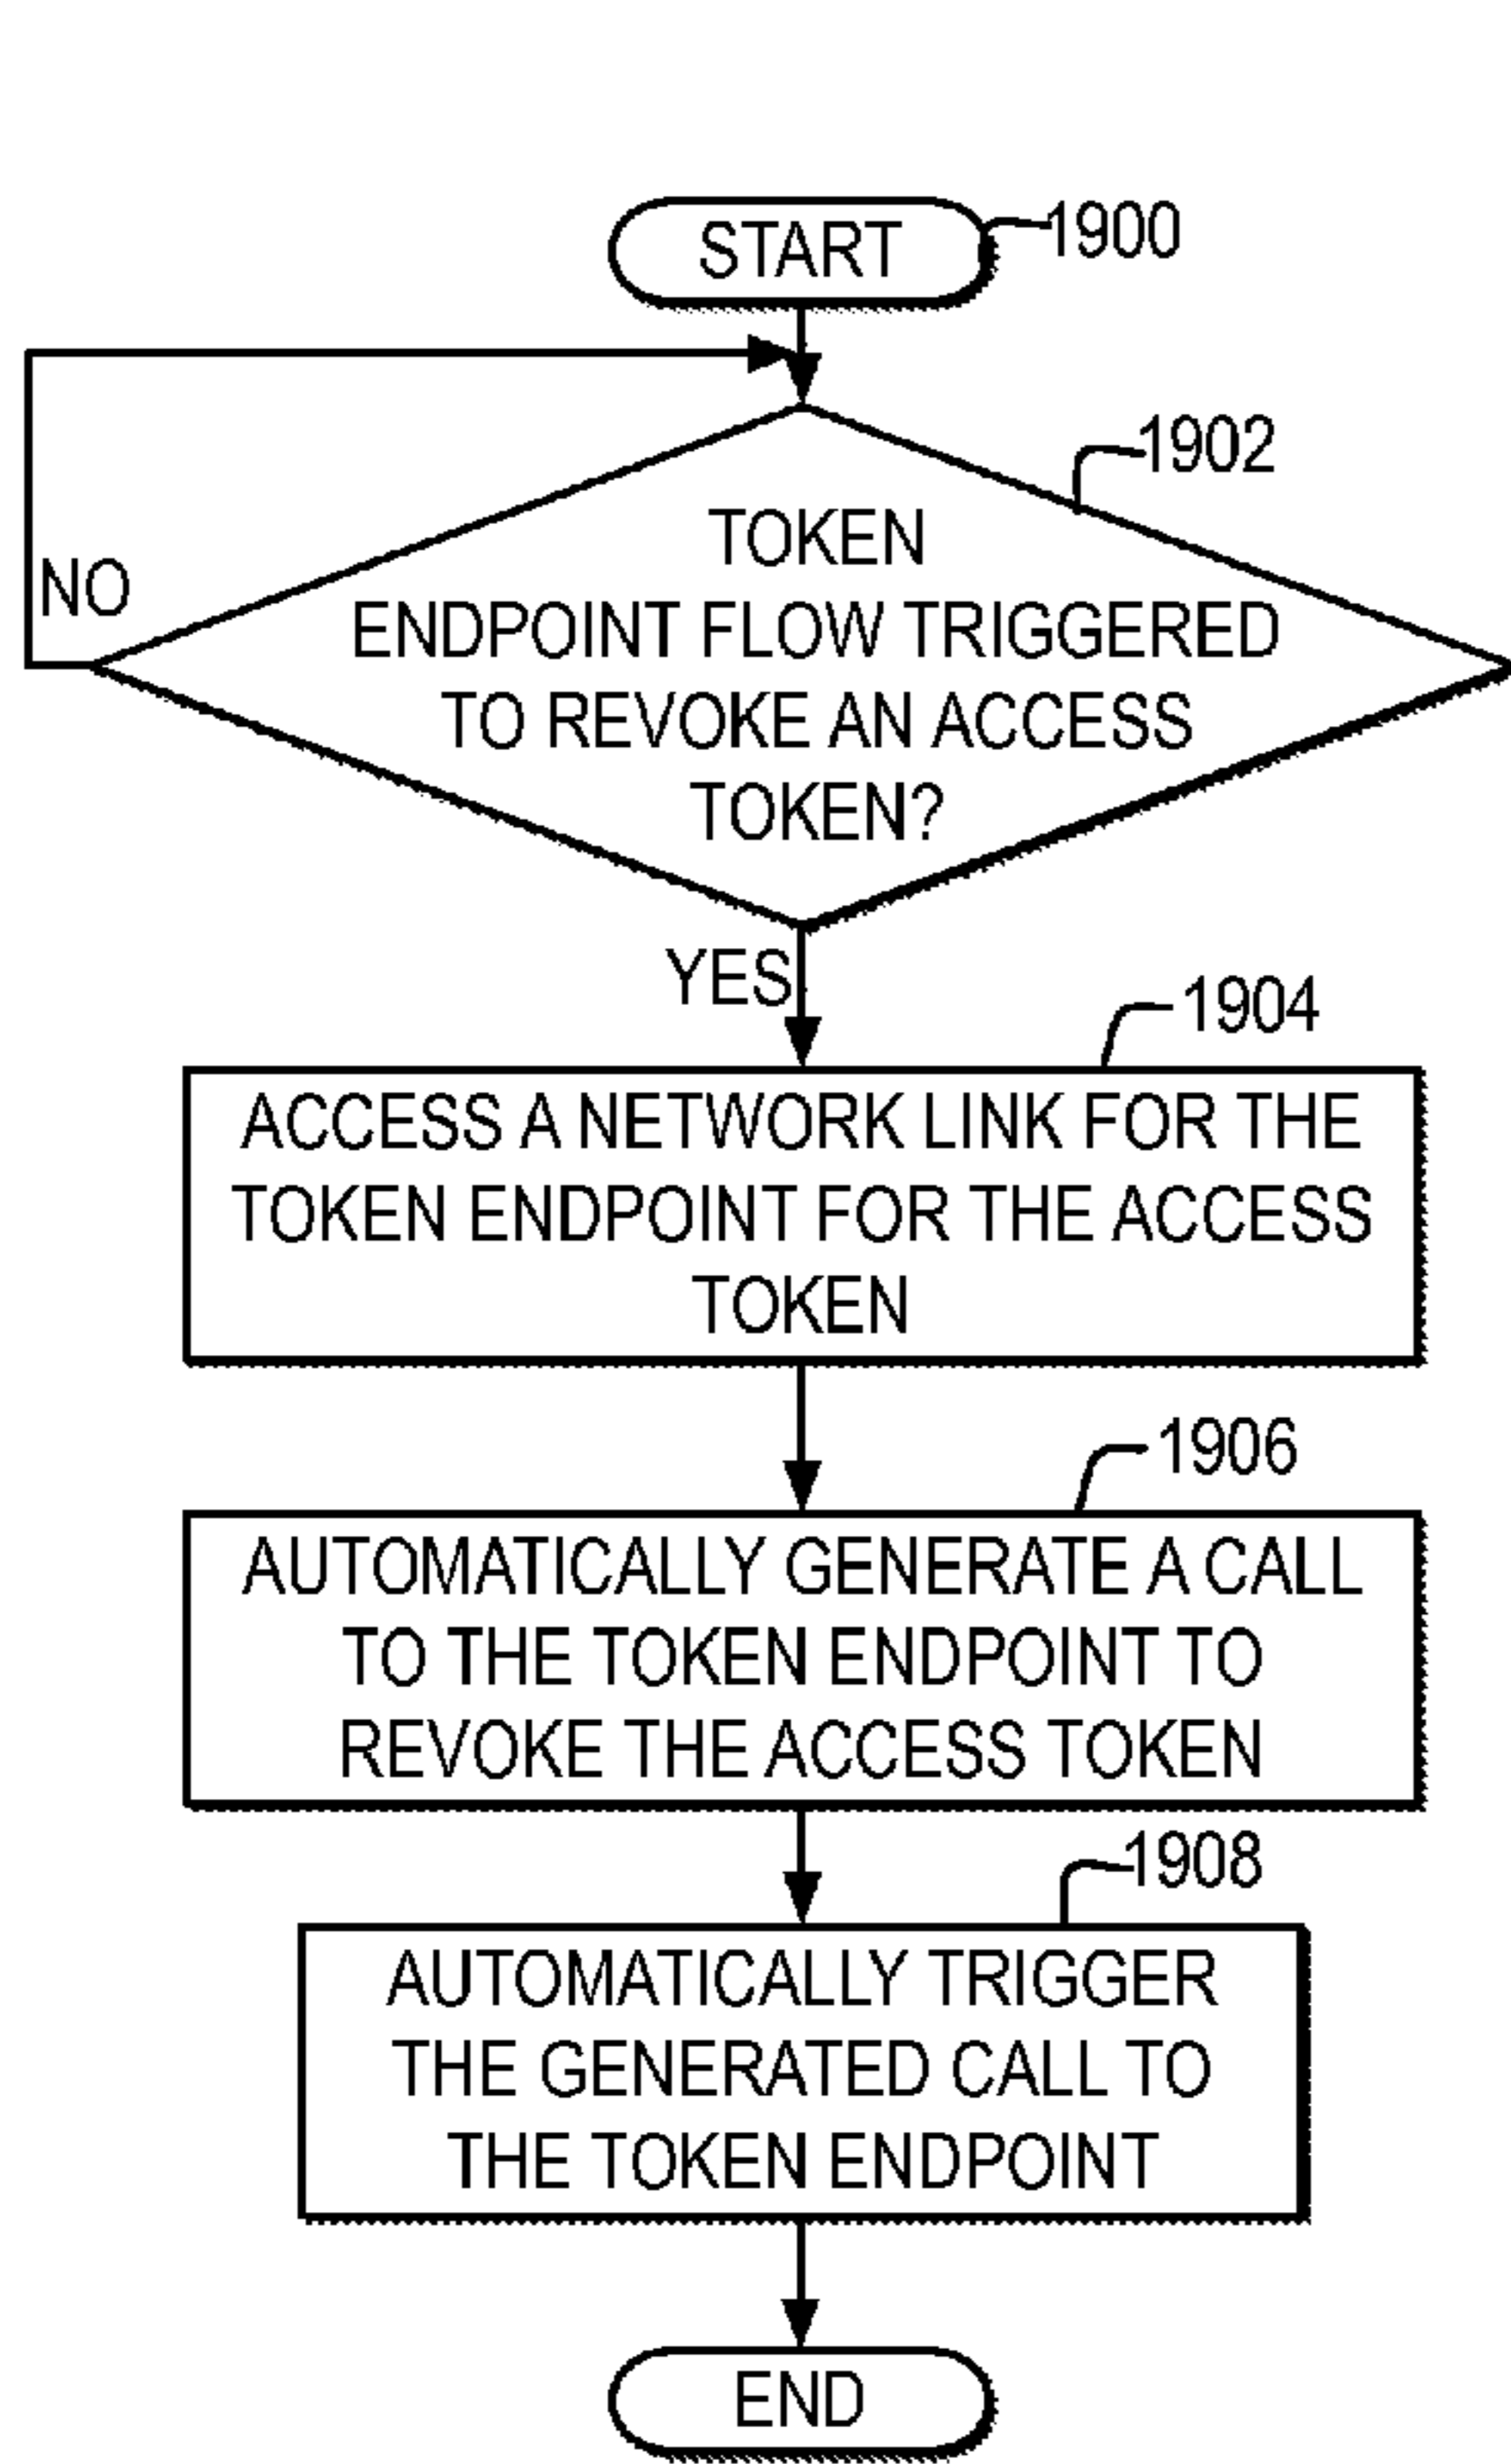 START
1900
1902
TOKEN
ENDPOINT FLOW TRIGGERED
TO REVOKE AN ACCESS
TOKEN?
NO
YES
1904
ACCESS A NETWORK LINK FOR THE
TOKEN ENDPOINT FOR THE ACCESS
TOKEN
1906
AUTOMATICALLY GENERATE A CALL
TO THE TOKEN ENDPOINT TO
REVOKE THE ACCESS TOKEN
1908
AUTOMATICALLY TRIGGER
THE GENERATED CALL TO
THE TOKEN ENDPOINT
END